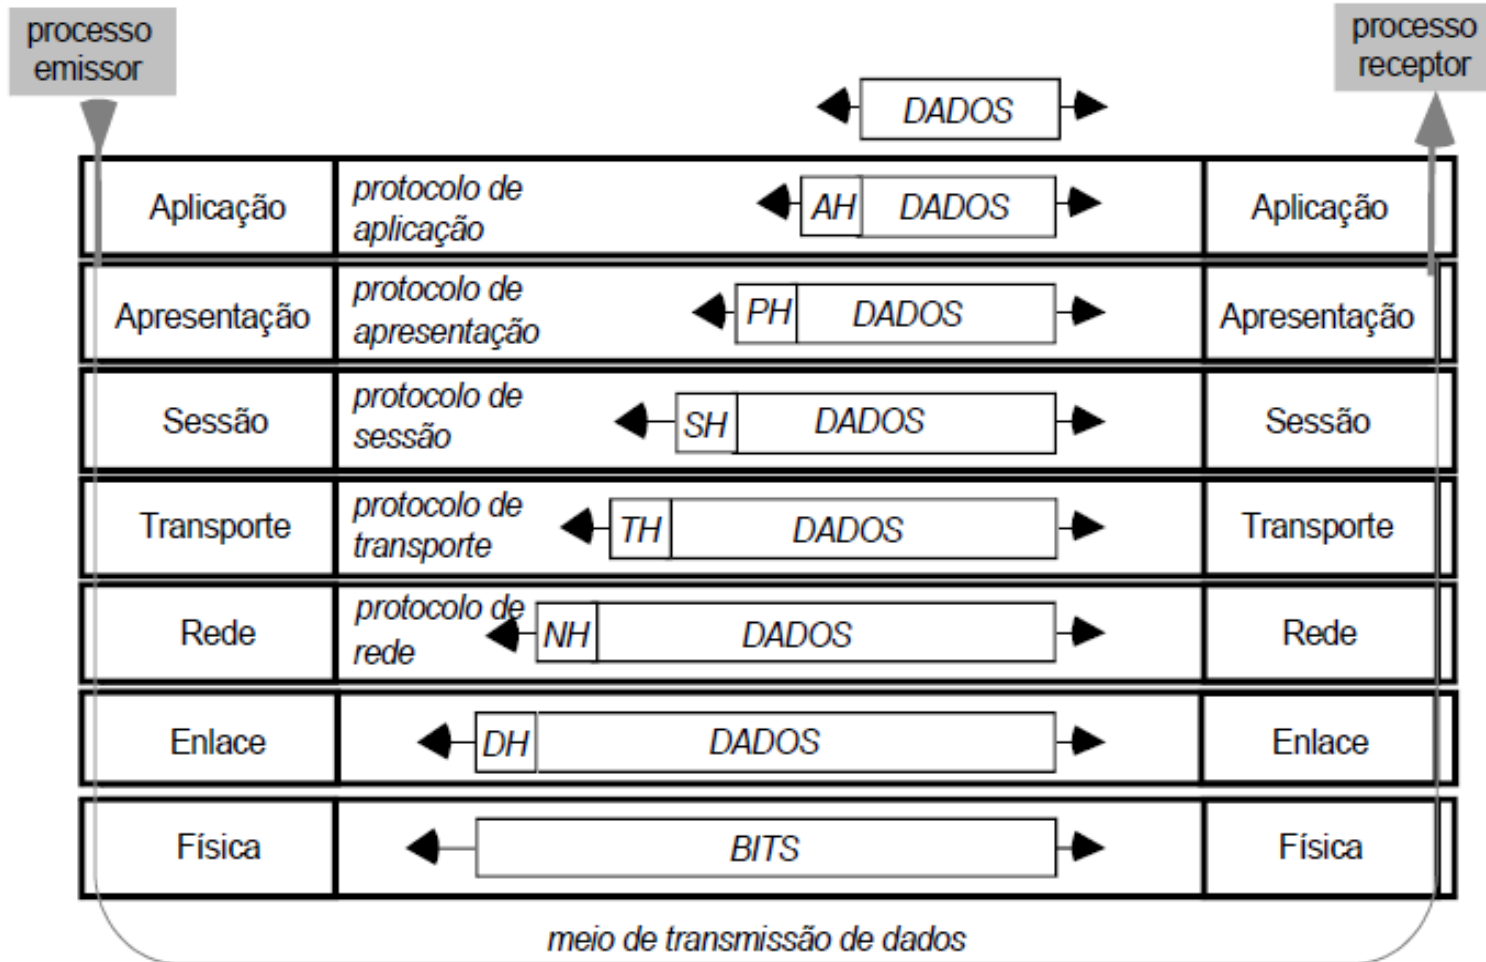 processo
emissor
processo
receptor
DADOS
Aplicação
protocolo de
aplicação
AH DADOS
Aplicação
Apresentação
protocolo de
apresentação
PH DADOS
Apresentação
Sessão
protocolo de
sessão
SH DADOS
Sessão
Transporte
protocolo de
transporte
TH DADOS
Transporte
Rede
protocolo de
rede
NH DADOS
Rede
Enlace
DH DADOS
Enlace
Física
BITS
Física
meio de transmissão de dados